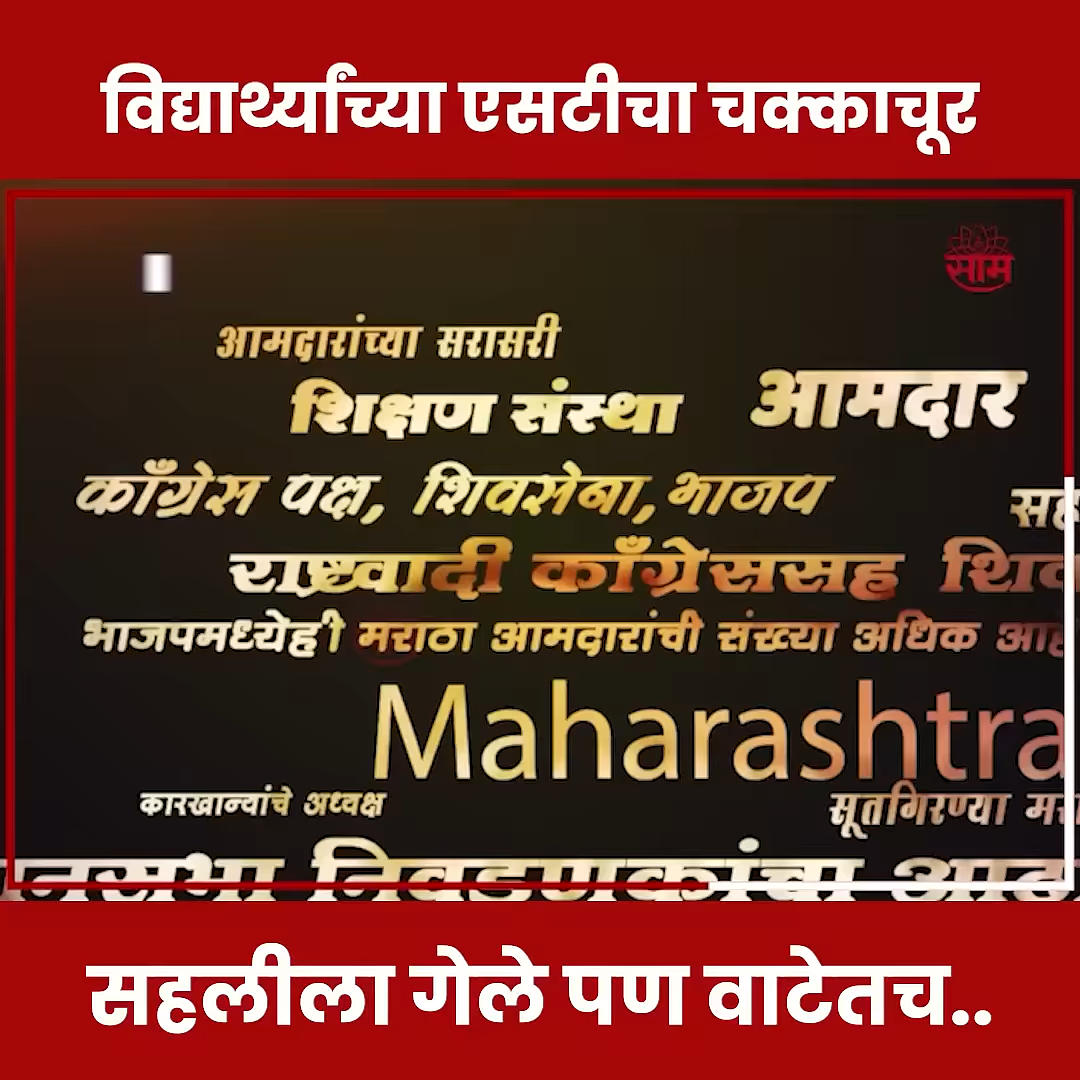 विद्यार्थ्यांच्या एसटीचा चक्काचूर
साम
आमदारांच्या सरासरी
शिक्षण संस्था आमदार
काँग्रेस पक्ष, शिवसेना, भाजप
राष्ट्रवादी काँग्रेससह
भाजपमध्येही मराठा आमदारांची संख्या अधिक
Maharashtra
कारखान्यांचे अध्यक्ष सूतगिरण्या
निवडणूकांचा
सहलीला गेले पण वाटेतच..